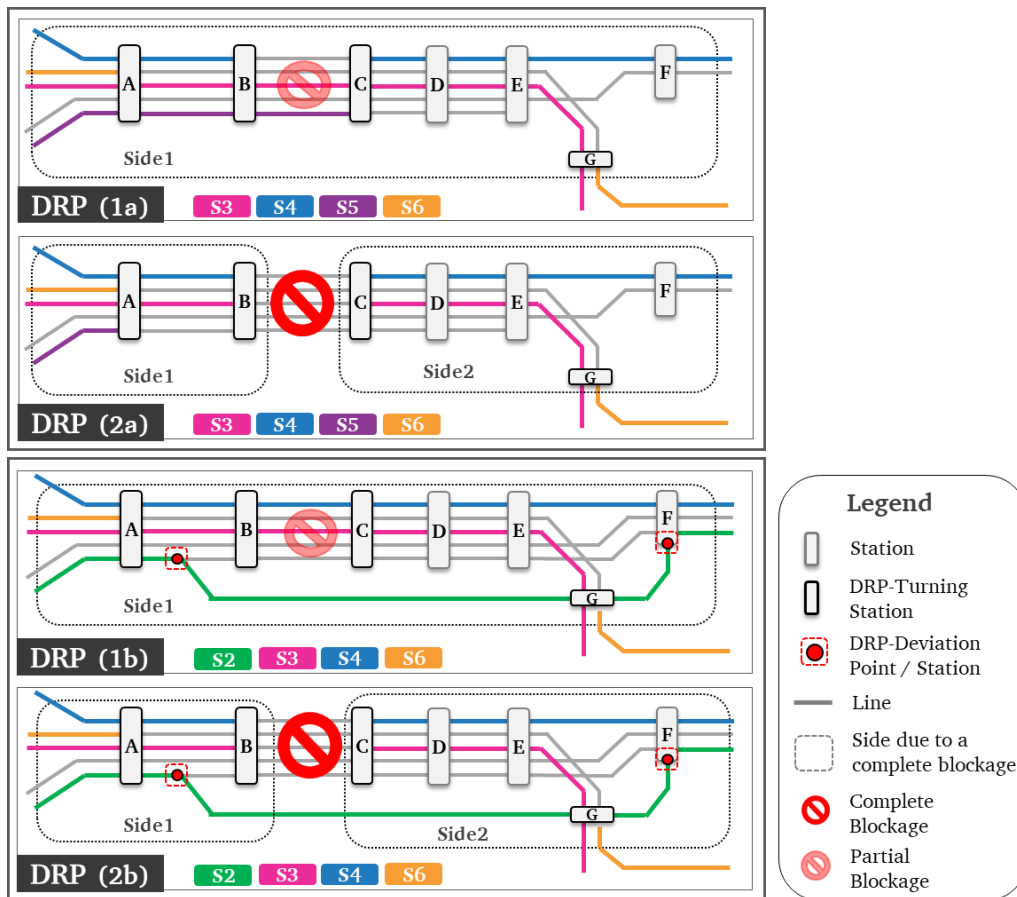 A B C D E F
G
Side1
DRP (1a) S3 S4 S5 S6
A B C D E F
G
Side1 Side2
DRP (2a) S3 S4 S5 S6
A B C D E F
G
Side1
DRP (1b) S2 S3 S4 S6
A B C D E F
G
Side1 Side2
DRP (2b) S2 S3 S4 S6
Legend
Station
DRP-Turning
Station
DRP-Deviation
Point / Station
Line
Side due to a
complete blockage
Complete
Blockage
Partial
Blockage